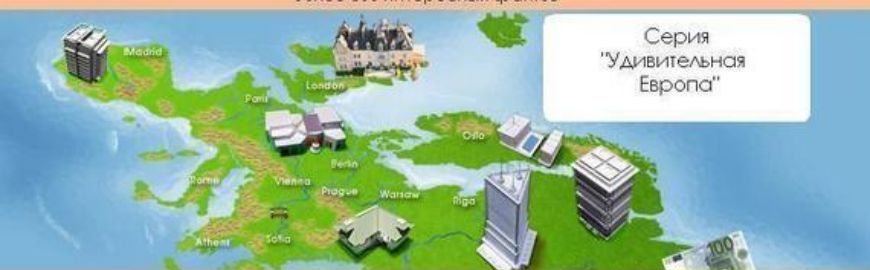 Серия
"Удивительная
Европа"
Madrid
London
Paris
Oslo
Berlin
Rome
Vienna
Prague
Warsaw
Riga
Athens
Sofia
100